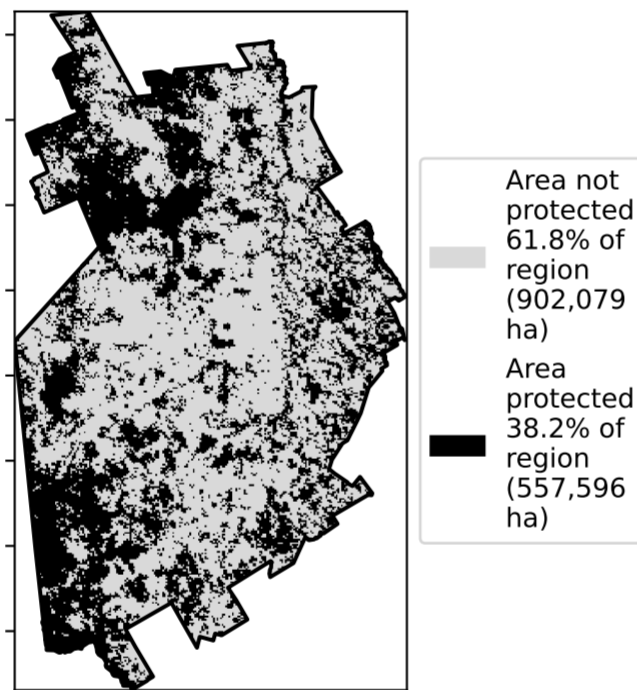 Area not
protected
61.8% of
region
(902,079
ha)
Area
protected
38.2% of
region
(557,596
ha)